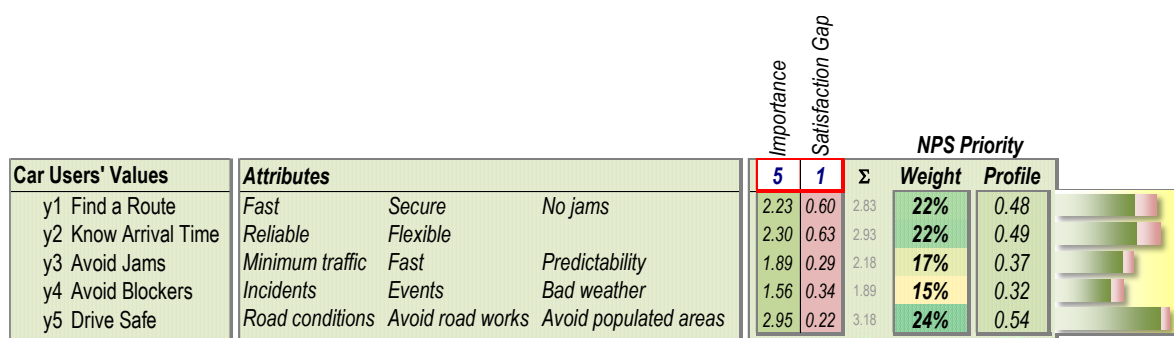 Importance
Satisfaction Gap
NPS Priority
Car Users' Values Attributes 5 1 Σ Weight Profile
y1 Find a Route Fast Secure No jams 2.23 0.60 2.83 22% 0.48
y2 Know Arrival Time Reliable Flexible 2.30 0.63 2.93 22% 0.49
y3 Avoid Jams Minimum traffic Fast Predictability 1.89 0.29 2.18 17% 0.37
y4 Avoid Blockers Incidents Events Bad weather 1.56 0.34 1.89 15% 0.32
y5 Drive Safe Road conditions Avoid road works Avoid populated areas 2.95 0.22 3.18 24% 0.54